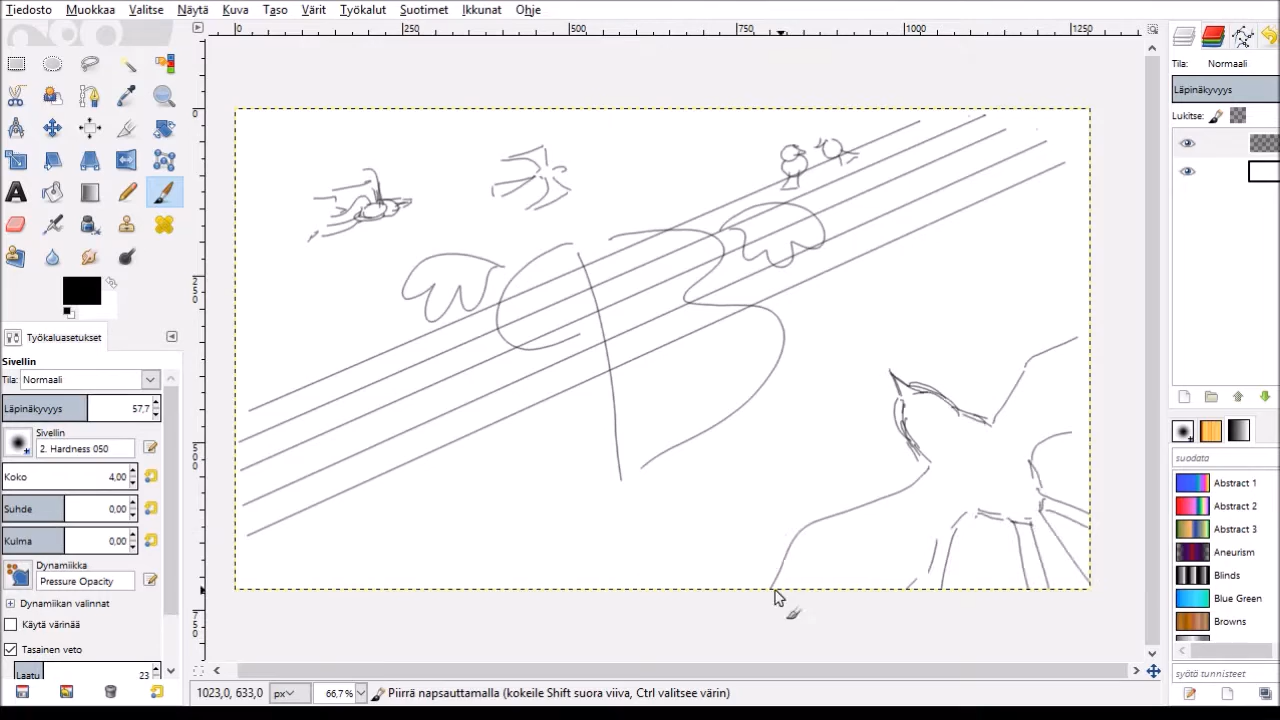 Tiedosto Muokkaa Valitse Näytä Kuva Taso Värit Työkalut Suotimet Ikkunat Ohje
0 250 500 750 1000 1250
0
250
500
750
Työkaluasetukset
Sivellin
Tila: Normaali
Läpinäkyvyys 57,7
Sivellin
2. Hardness 050
Koko 4,00
Suhde 0,00
Kulma 0,00
Dynamiikka
Pressure Opacity
Dynamiikan valinnat
Käytä värinää
Tasainen veto
Laatu 23
Tila: Normaali
Läpinäkyvyys
Lukitse:
suodata
Abstract 1
Abstract 2
Abstract 3
Aneurism
Blinds
Blue Green
Browns
syötä tunnisteet
1023,0, 633,0 px 66,7% Piirrä napsauttamalla (kokeile Shift suora viiva, Ctrl valitsee värin)